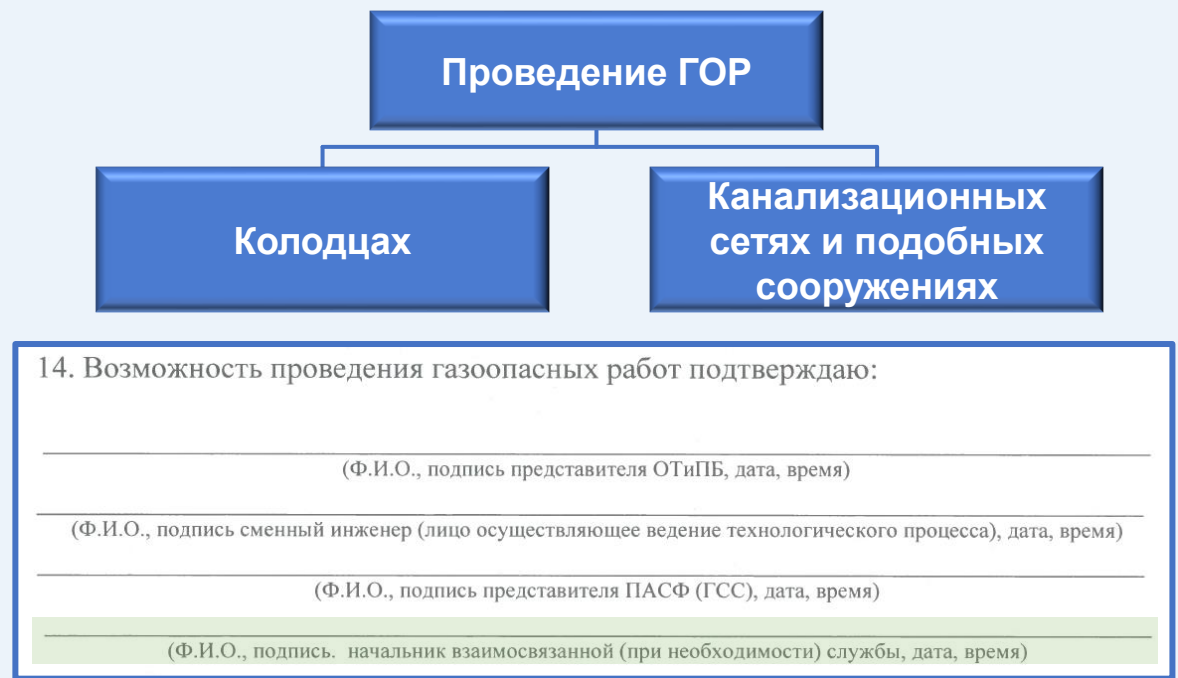 Проведение ГОР
Колодцах
Канализационных
сетях и подобных
сооружениях
14. Возможность проведения газоопасных работ подтверждаю:
(Ф.И.О., подпись представителя ОТиПБ, дата, время)
(Ф.И.О., подпись сменный инженер (лицо осуществляющее ведение технологического процесса), дата, время)
(Ф.И.О., подпись представителя ПАСФ (ГСС), дата, время)
(Ф.И.О., подпись. начальник взаимосвязанной (при необходимости) службы, дата, время)